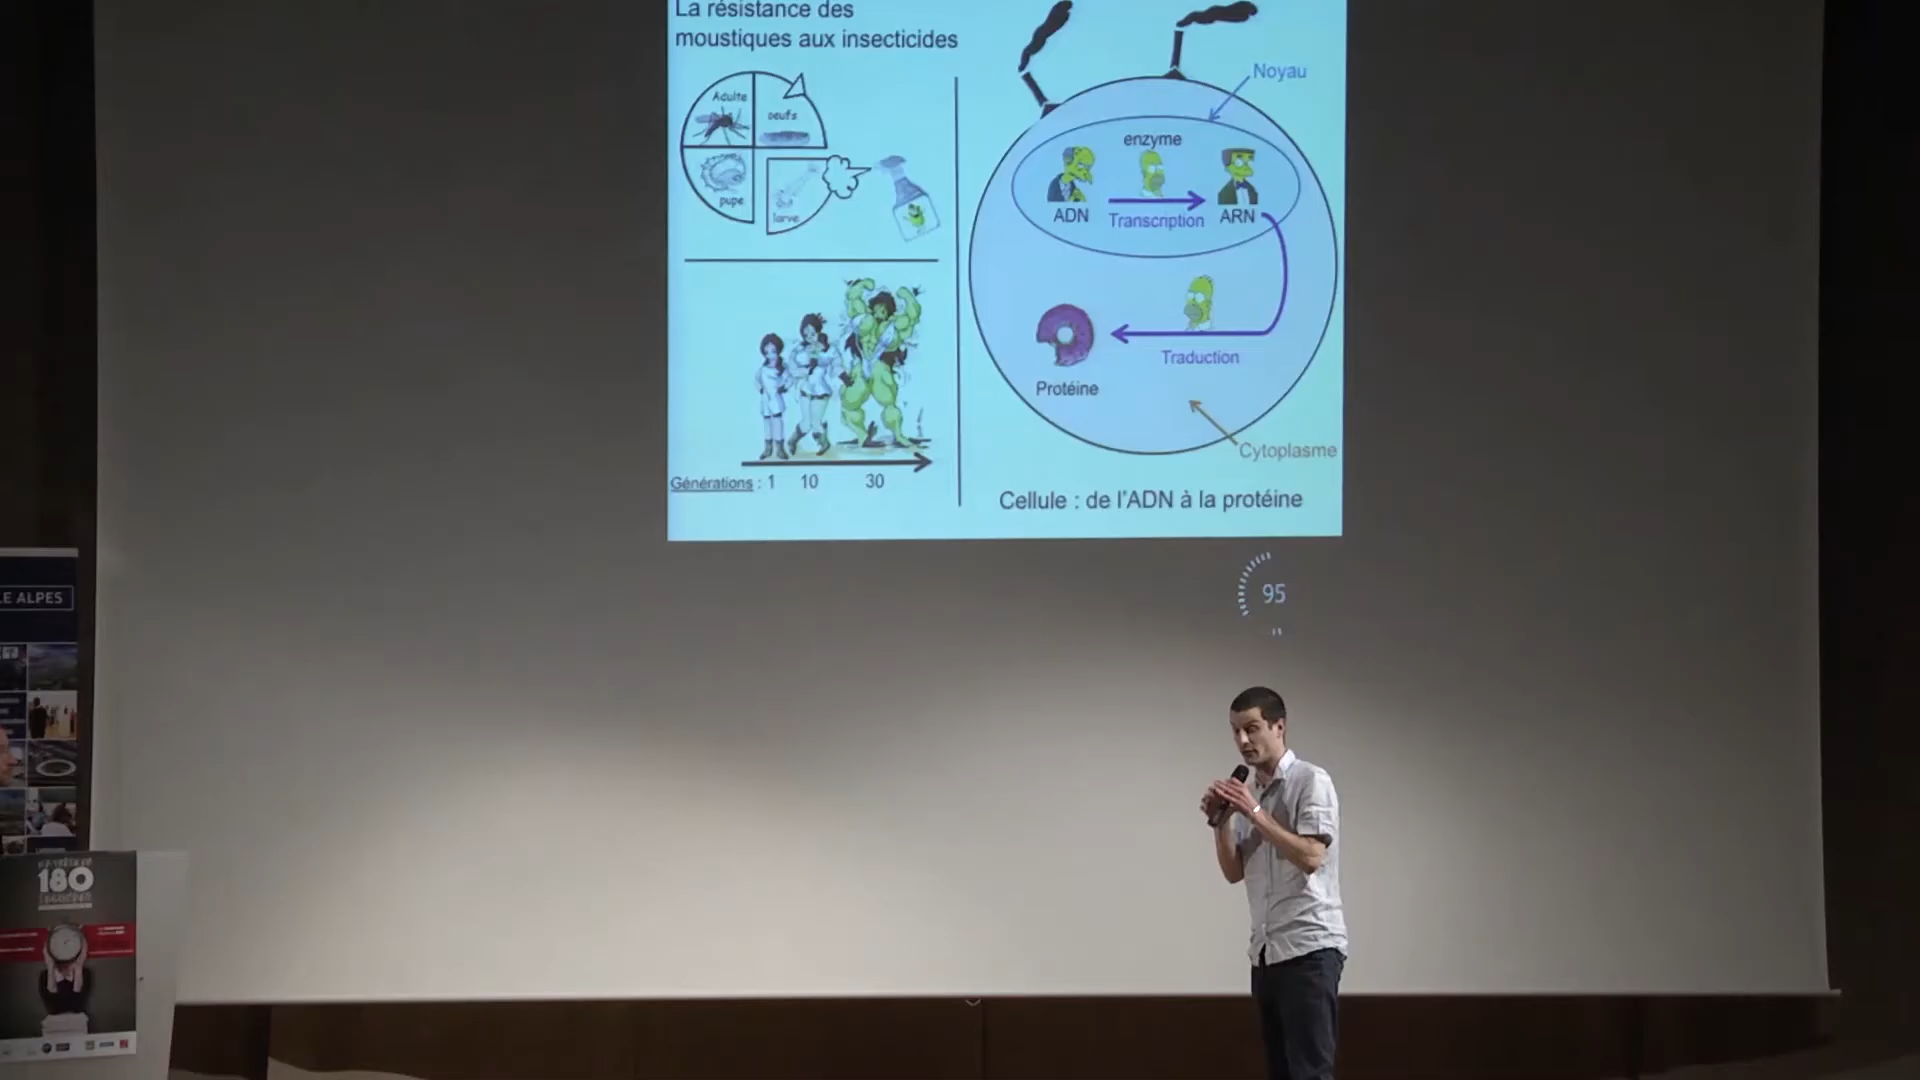 La résistance des
moustiques aux insecticides
Adulte
oeufs
pupe
larve
Générations : 1 10 30
Noyau
enzyme
ADN
Transcription
ARN
Traduction
Protéine
Cytoplasme
Cellule : de l'ADN à la protéine
95
LE ALPES
180